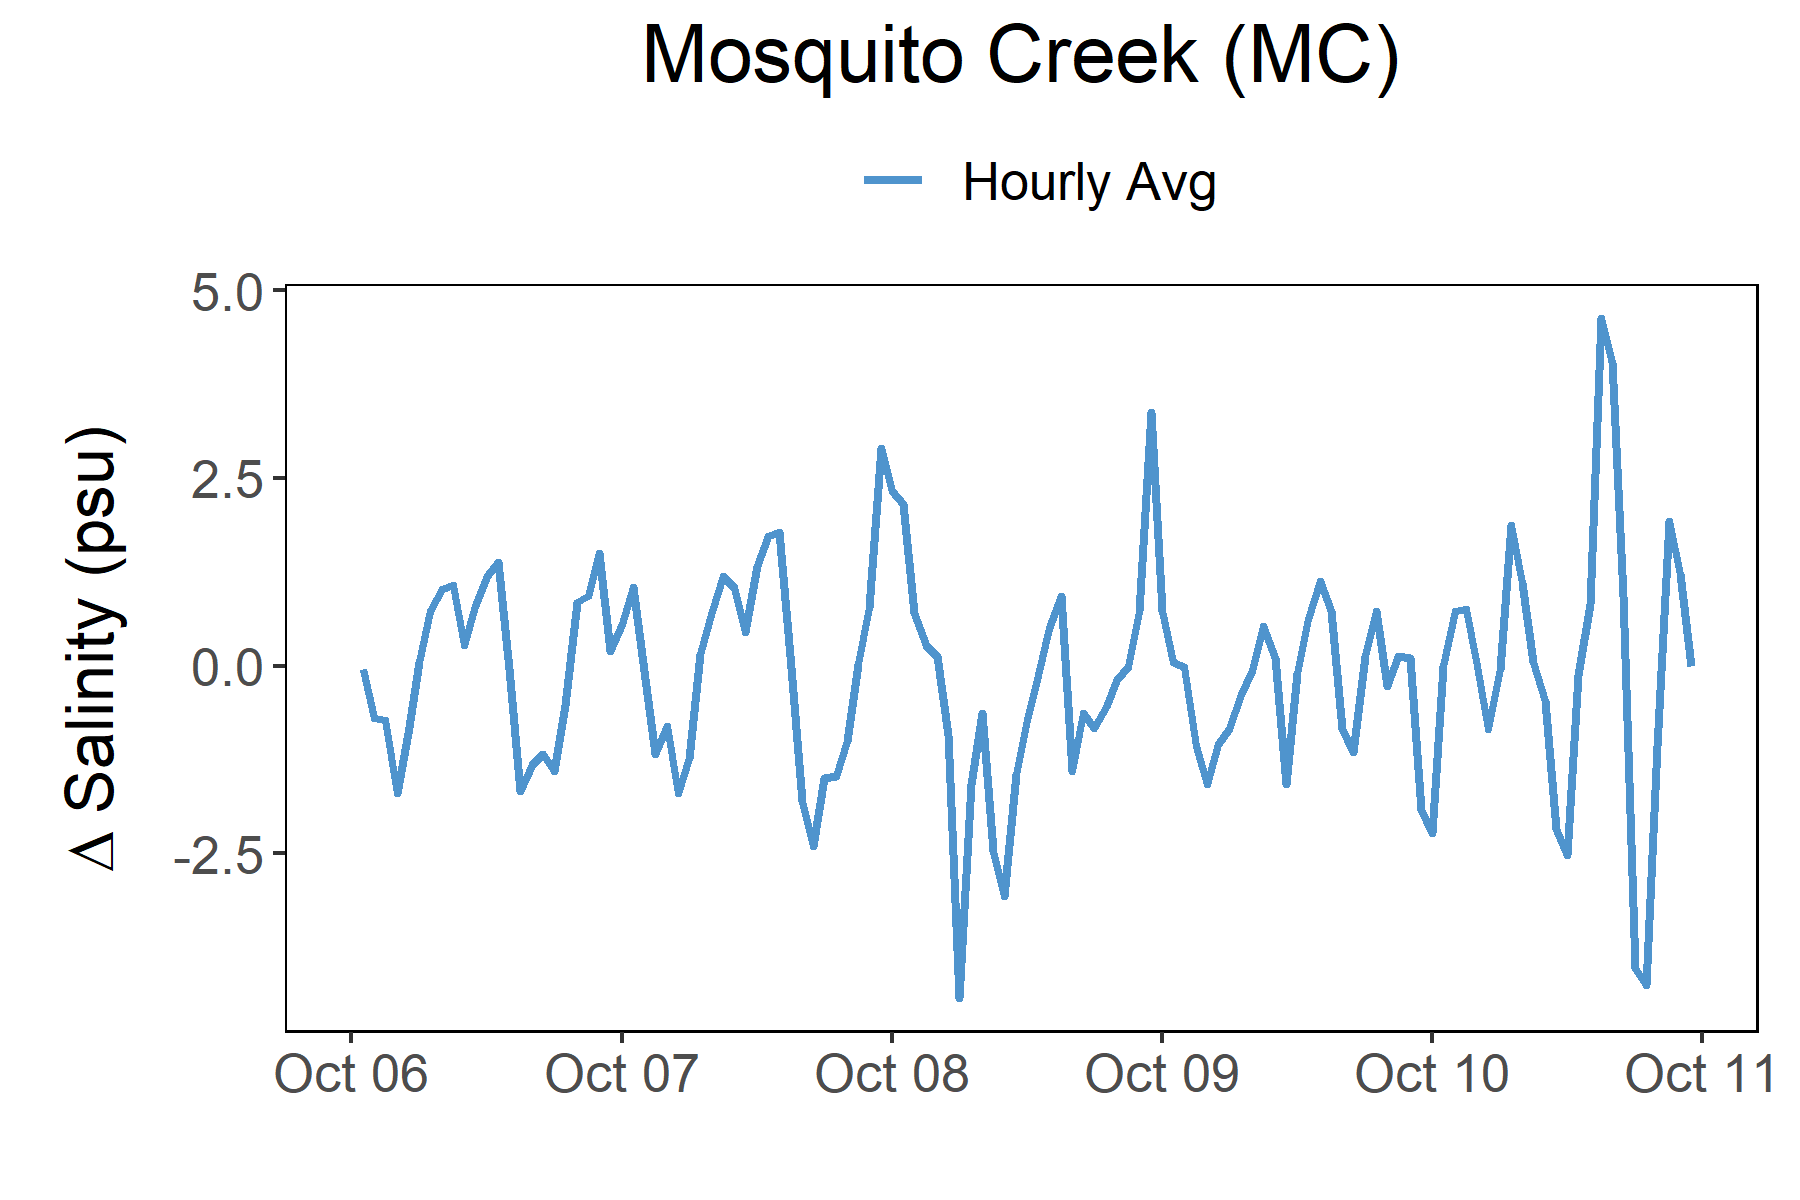 Mosquito Creek (MC)
Hourly Avg
Δ Salinity (psu)
5.0
2.5
0.0
-2.5
Oct 06
Oct 07
Oct 08
Oct 09
Oct 10
Oct 11